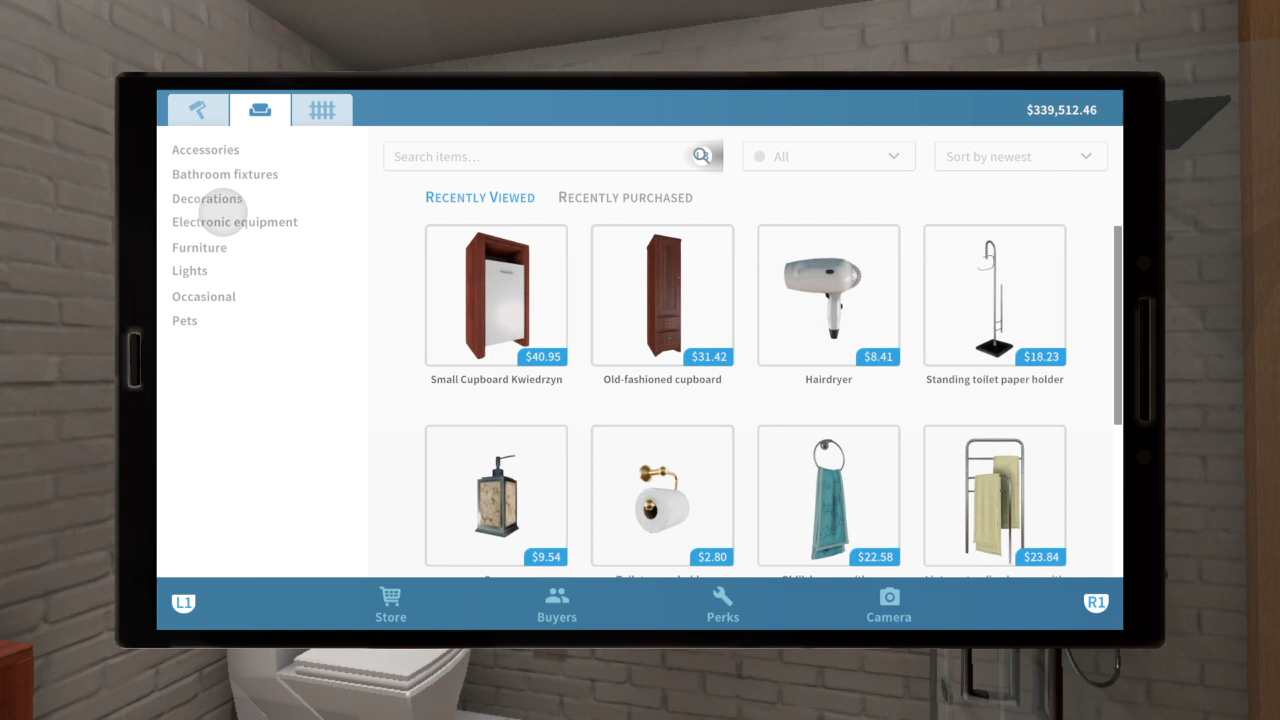 $339,512.46
Accessories
Bathroom fixtures
Decorations
Electronic equipment
Furniture
Lights
Occasional
Pets
Search items...
All
Sort by newest
Recently Viewed
Recently purchased
$40.95
$31.42
$8.41
$18.23
Small Cupboard Kwiedrzyn
Old-fashioned cupboard
Hairdryer
Standing toilet paper holder
$9.54
$2.80
$22.58
$23.84
L1
Store
Buyers
Perks
Camera
R1